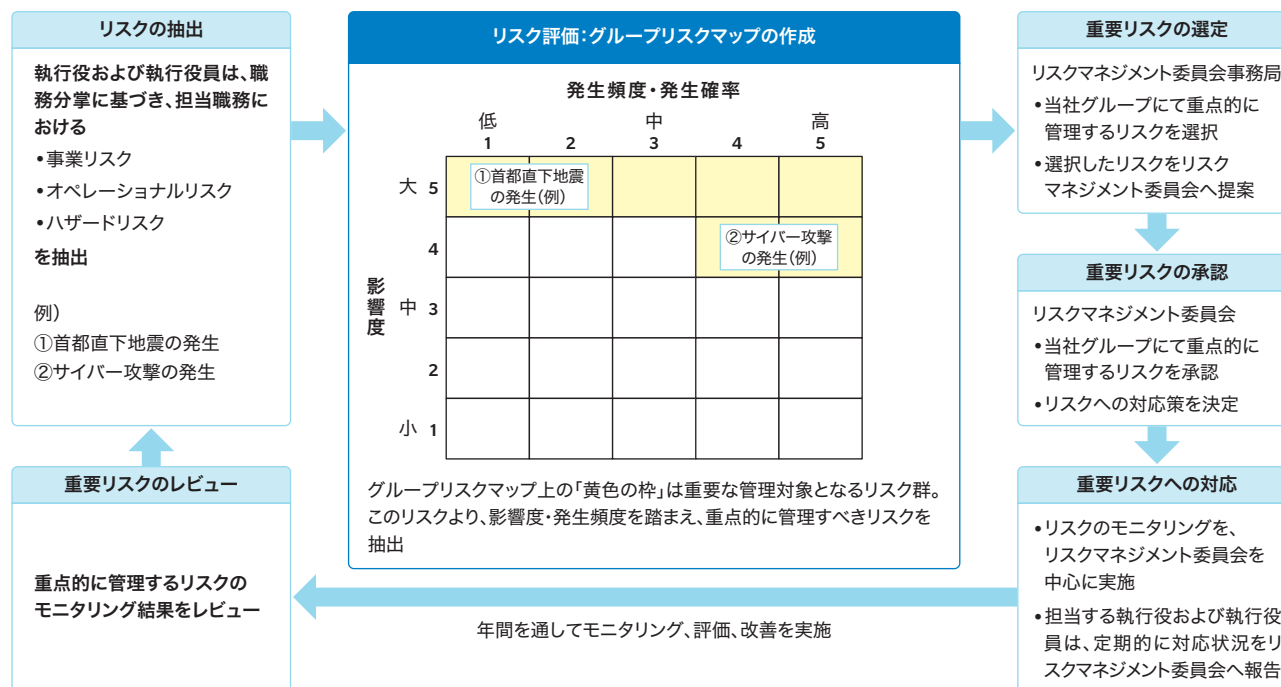 リスクの抽出
執行役および執行役員は、職
務分掌に基づき、担当職務に
おける
•事業リスク
•オペレーショナルリスク
•ハザードリスク
を抽出
例)
①首都直下地震の発生
②サイバー攻撃の発生
リスク評価:グループリスクマップの作成
発生頻度・発生確率
低 中 高
1 2 3 4 5
影響度
大 5
①首都直下地震
の発生(例)
4
②サイバー攻撃
の発生(例)
中 3
2
小 1
グループリスクマップ上の「黄色の枠」は重要な管理対象となるリスク群。
このリスクより、影響度・発生頻度を踏まえ、重点的に管理すべきリスクを
抽出
重要リスクの選定
リスクマネジメント委員会事務局
•当社グループにて重点的に
管理するリスクを選択
•選択したリスクをリスク
マネジメント委員会へ提案
重要リスクの承認
リスクマネジメント委員会
•当社グループにて重点的に
管理するリスクを承認
•リスクへの対応策を決定
重要リスクへの対応
•リスクのモニタリングを、
リスクマネジメント委員会を
中心に実施
•担当する執行役および執行役
員は、定期的に対応状況をリ
スクマネジメント委員会へ報告
年間を通してモニタリング、評価、改善を実施
重要リスクのレビュー
重点的に管理するリスクの
モニタリング結果をレビュー